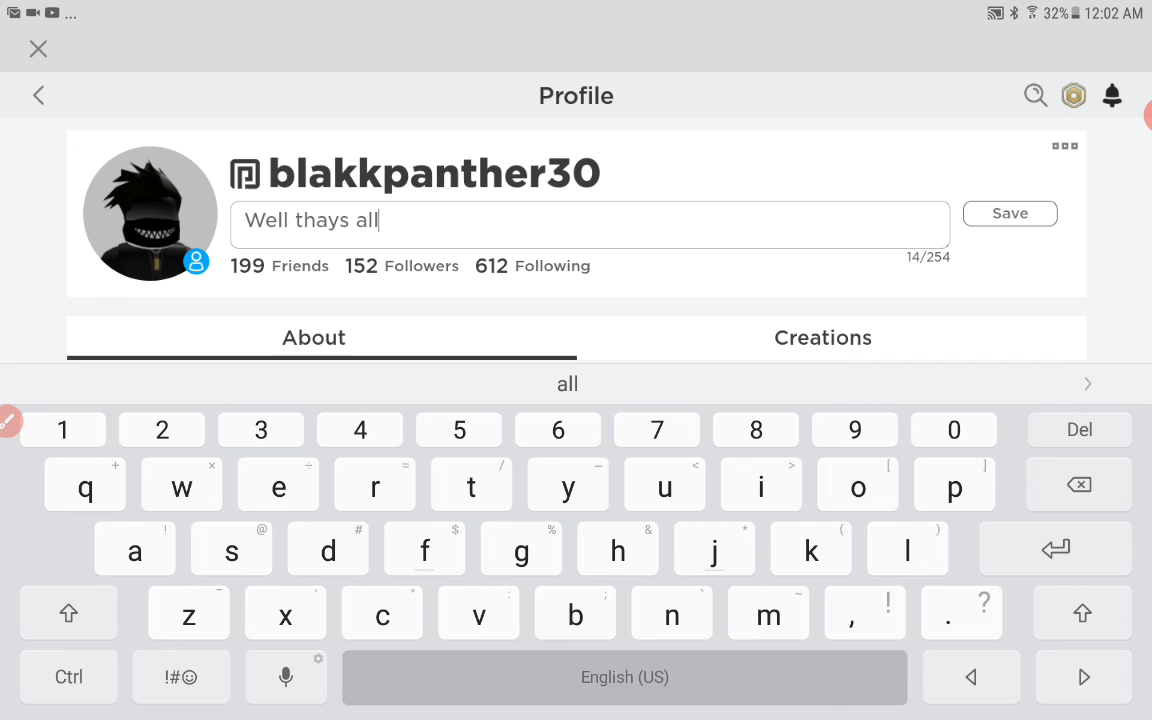 ... 32% 12:02 AM
Profile
blakkpanther30
Well thays all
Save
14/254
199 Friends 152 Followers 612 Following
About Creations
all
1 2 3 4 5 6 7 8 9 0 Del
+ × ÷ = / – < > [ ]
q w e r t y u i o p
! @ # $ % & * ( )
a s d f g h j k l
- ' " : ; ` ~ ! ?
z x c v b n m , .
Ctrl !#☺ English (US)